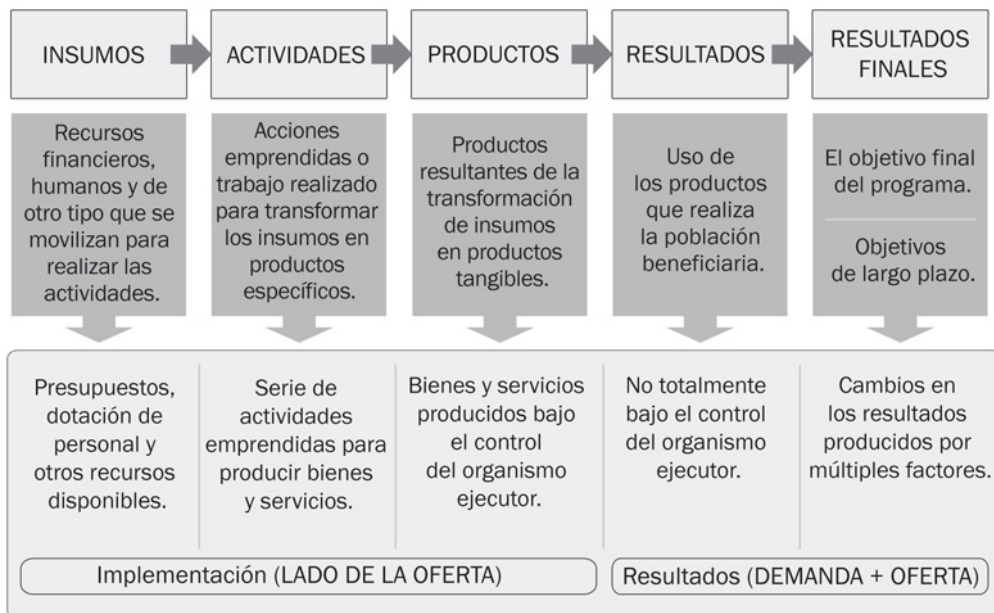 INSUMOS
ACTIVIDADES
PRODUCTOS
RESULTADOS
RESULTADOS
FINALES
Recursos
financieros,
humanos y de
otro tipo que se
movilizan para
realizar las
actividades.
Acciones
emprendidas o
trabajo realizado
para transformar
los insumos en
productos
específicos.
Productos
resultantes de la
transformación
de insumos
en productos
tangibles.
Uso de
los productos
que realiza
la población
beneficiaria.
El objetivo final
del programa.
Objetivos
de largo plazo.
Presupuestos,
dotación de
personal y
otros recursos
disponibles.
Serie de
actividades
emprendidas para
producir bienes
y servicios.
Bienes y servicios
producidos bajo
el control
del organismo
ejecutor.
No totalmente
bajo el control
del organismo
ejecutor.
Cambios en
los resultados
producidos por
múltiples factores.
Implementación (LADO DE LA OFERTA)
Resultados (DEMANDA + OFERTA)